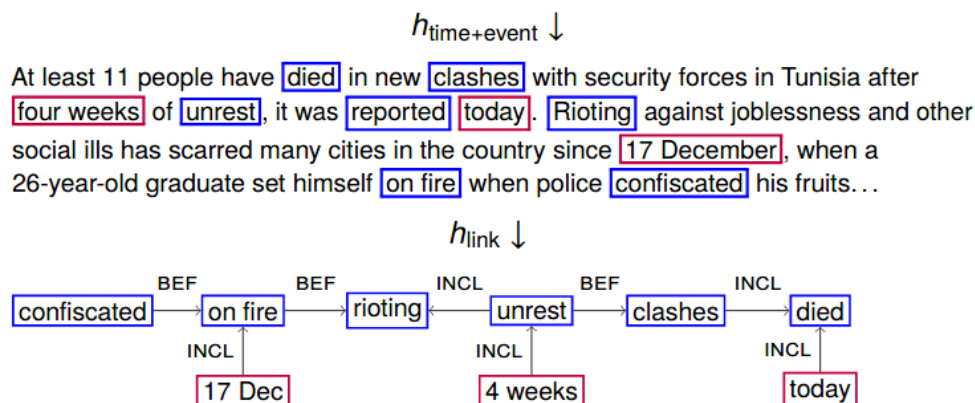 h time+event ↓
At least 11 people have died in new clashes with security forces in Tunisia after
four weeks of unrest, it was reported today. Rioting against joblessness and other
social ills has scarred many cities in the country since 17 December, when a
26-year-old graduate set himself on fire when police confiscated his fruits...
h link ↓
BEF BEF INCL BEF INCL
confiscated on fire rioting unrest clashes died
INCL INCL INCL
17 Dec 4 weeks today